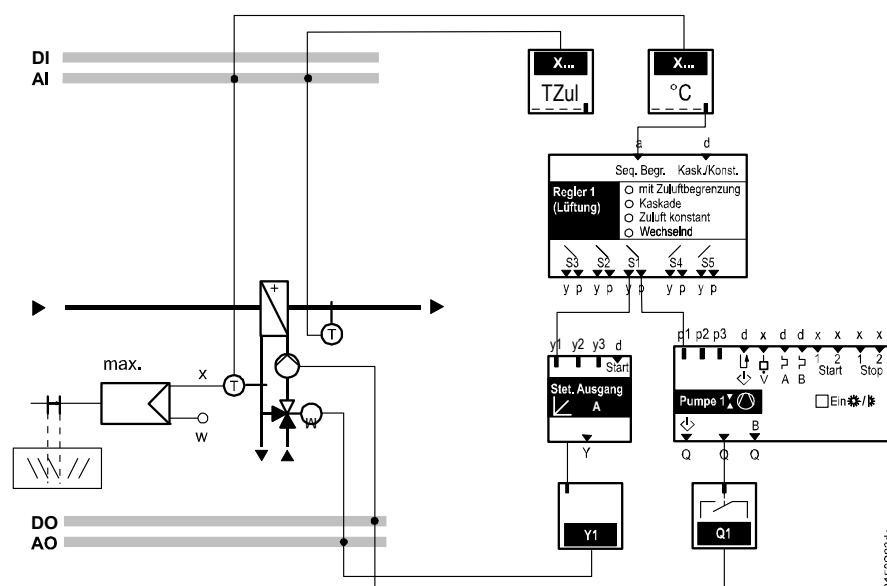 DI
AI
X...
TZul
X...
°C
a d
Seq. Begr. Kask./Konst.
Regler 1
(Lüftung)
mit Zuluftbegrenzung
Kaskade
Zuluft konstant
Wechselnd
S3 S2 S1 S4 S5
y p y p y p y p y p
+
T
max.
x
T
w
y1 y2 y3 d
Start
Stet. Ausgang
A
Y
p1 p2 p3 d x d d x x x x
V A B
1 2 1 2
Start Stop
Pumpe 1
Ein
B
Q Q Q
Y1
Q1
DO
AO